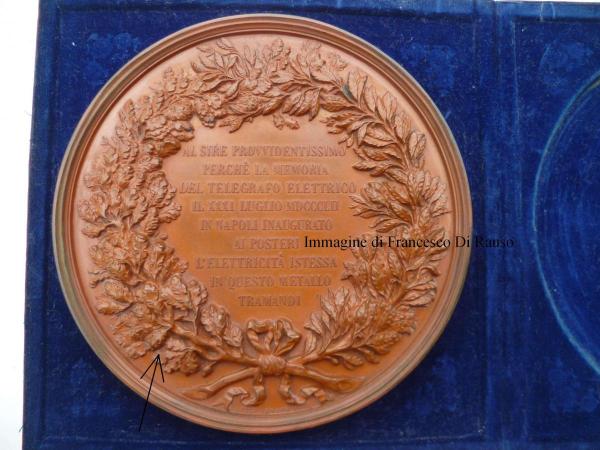 AL SIRE PROVVIDENTISSIMO
PERCHÈ LA MEMORIA
DEL TELEGRAFO ELETTRICO
IL XXXI LUGLIO MDCCCLII
IN NAPOLI INAUGURATO
AI POSTERI
L'ELETTRICITÀ ISTESSA
IN QUESTO METALLO
TRAMANDI
Immagine di Francesco Di Rauso